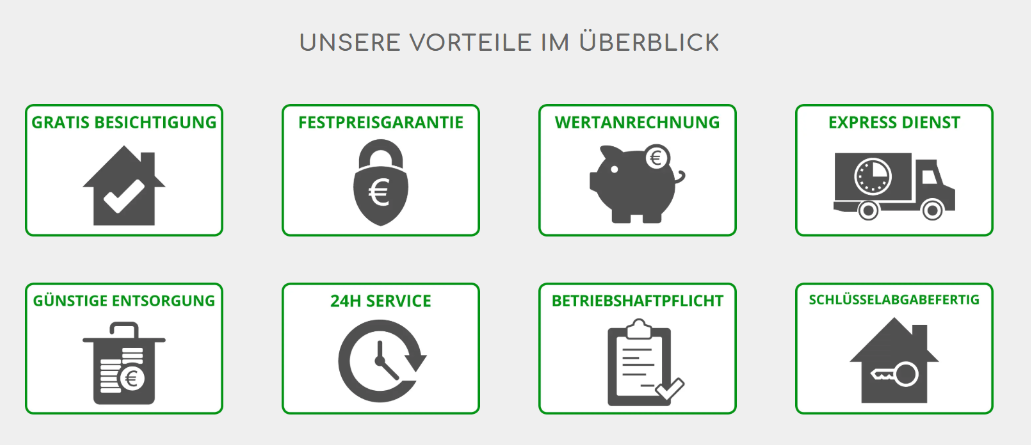 UNSERE VORTEILE IM ÜBERBLICK
GRATIS BESICHTIGUNG
FESTPREISGARANTIE
€
WERTANRECHNUNG
€
EXPRESS DIENST
GÜNSTIGE ENTSORGUNG
€
24H SERVICE
BETRIEBSHAFTPFLICHT
SCHLÜSSELABGABEFERTIG